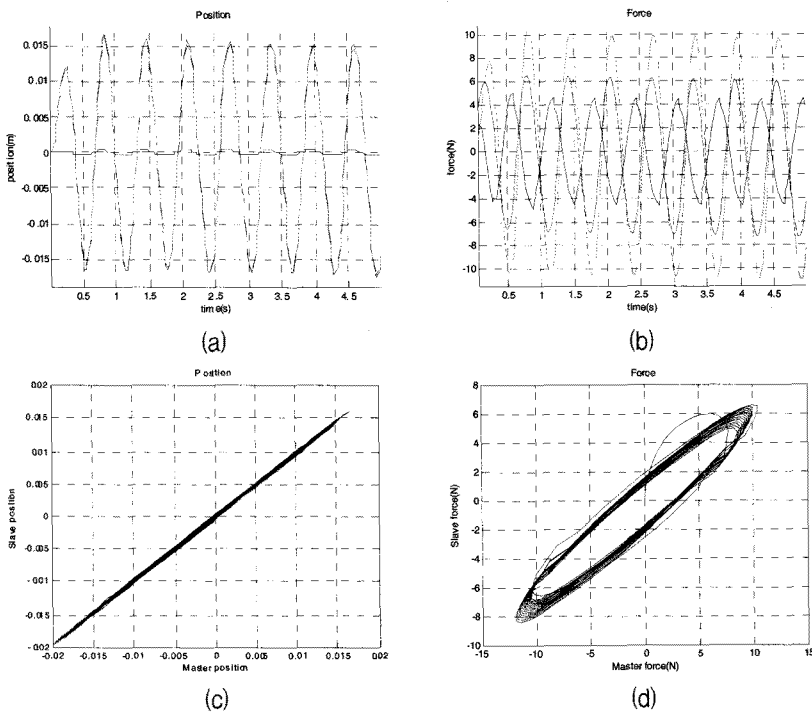 Position
0.015
0.01
0.005
0
-0.005
-0.01
-0.015
position(m)
0.5 1 1.5 2 2.5 3 3.5 4 4.5
time(s)
(a)
Force
10
8
6
4
2
0
-2
-4
-6
-8
-10
force(N)
0.5 1 1.5 2 2.5 3 3.5 4 4.5
time(s)
(b)
Position
0.02
0.015
0.01
0.005
0
-0.005
-0.01
-0.015
-0.02
Slave position
-0.02 -0.015 -0.01 -0.005 0 0.005 0.01 0.015 0.02
Master position
(c)
Force
8
6
4
2
0
-2
-4
-6
-8
-10
Slave force(N)
-15 -10 -5 0 5 10 15
Master force(N)
(d)